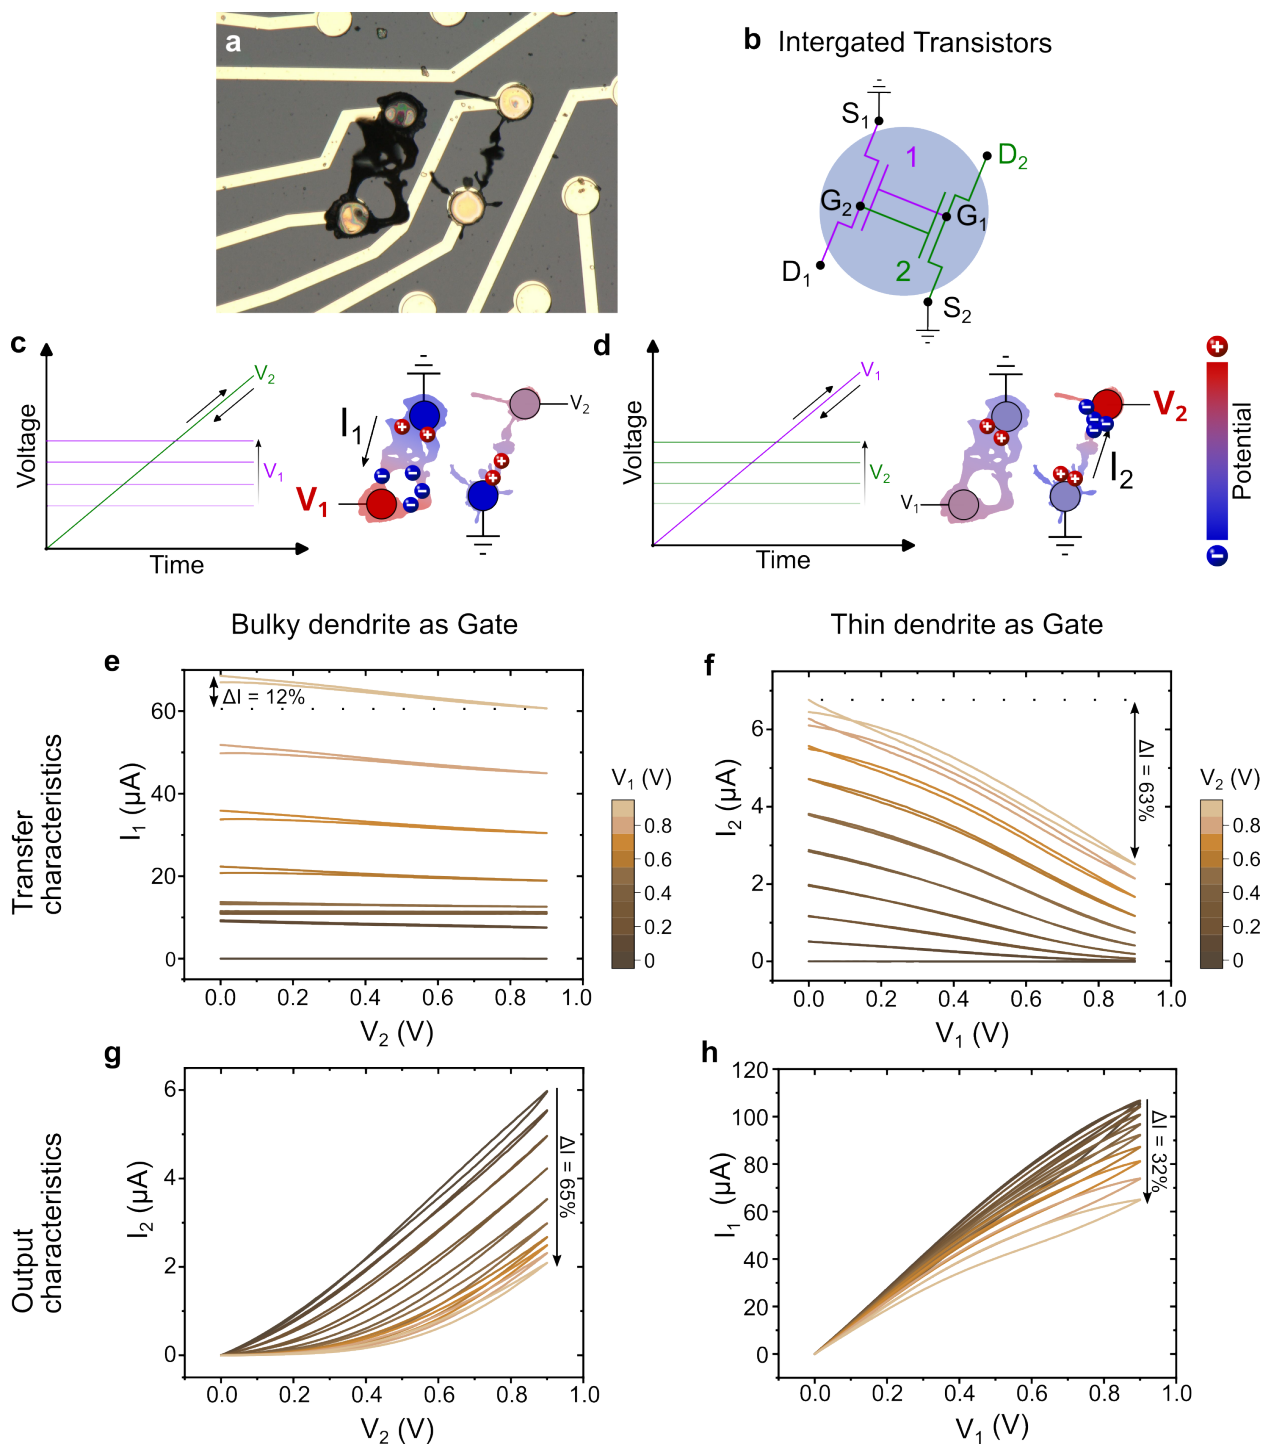 a
b Intergated Transistors
S1
1
D2
G2
G1
2
D1
S2
c
Voltage
V2
V1
Time
I1
V2
V1
d
Voltage
V1
V2
Time
V1
V2
I2
+
Potential
−
Bulky dendrite as Gate
Thin dendrite as Gate
Transfer
characteristics
e
ΔI = 12%
I1 (μA)
60
40
20
0
0.0 0.2 0.4 0.6 0.8 1.0
V2 (V)
V1 (V)
0.8
0.6
0.4
0.2
0
f
ΔI = 63%
I2 (μA)
6
4
2
0
0.0 0.2 0.4 0.6 0.8 1.0
V1 (V)
V2 (V)
0.8
0.6
0.4
0.2
0
Output
characteristics
g
ΔI = 65%
I2 (μA)
6
4
2
0
0.0 0.2 0.4 0.6 0.8 1.0
V2 (V)
h
ΔI = 32%
I1 (μA)
120
100
80
60
40
20
0
0.0 0.2 0.4 0.6 0.8 1.0
V1 (V)